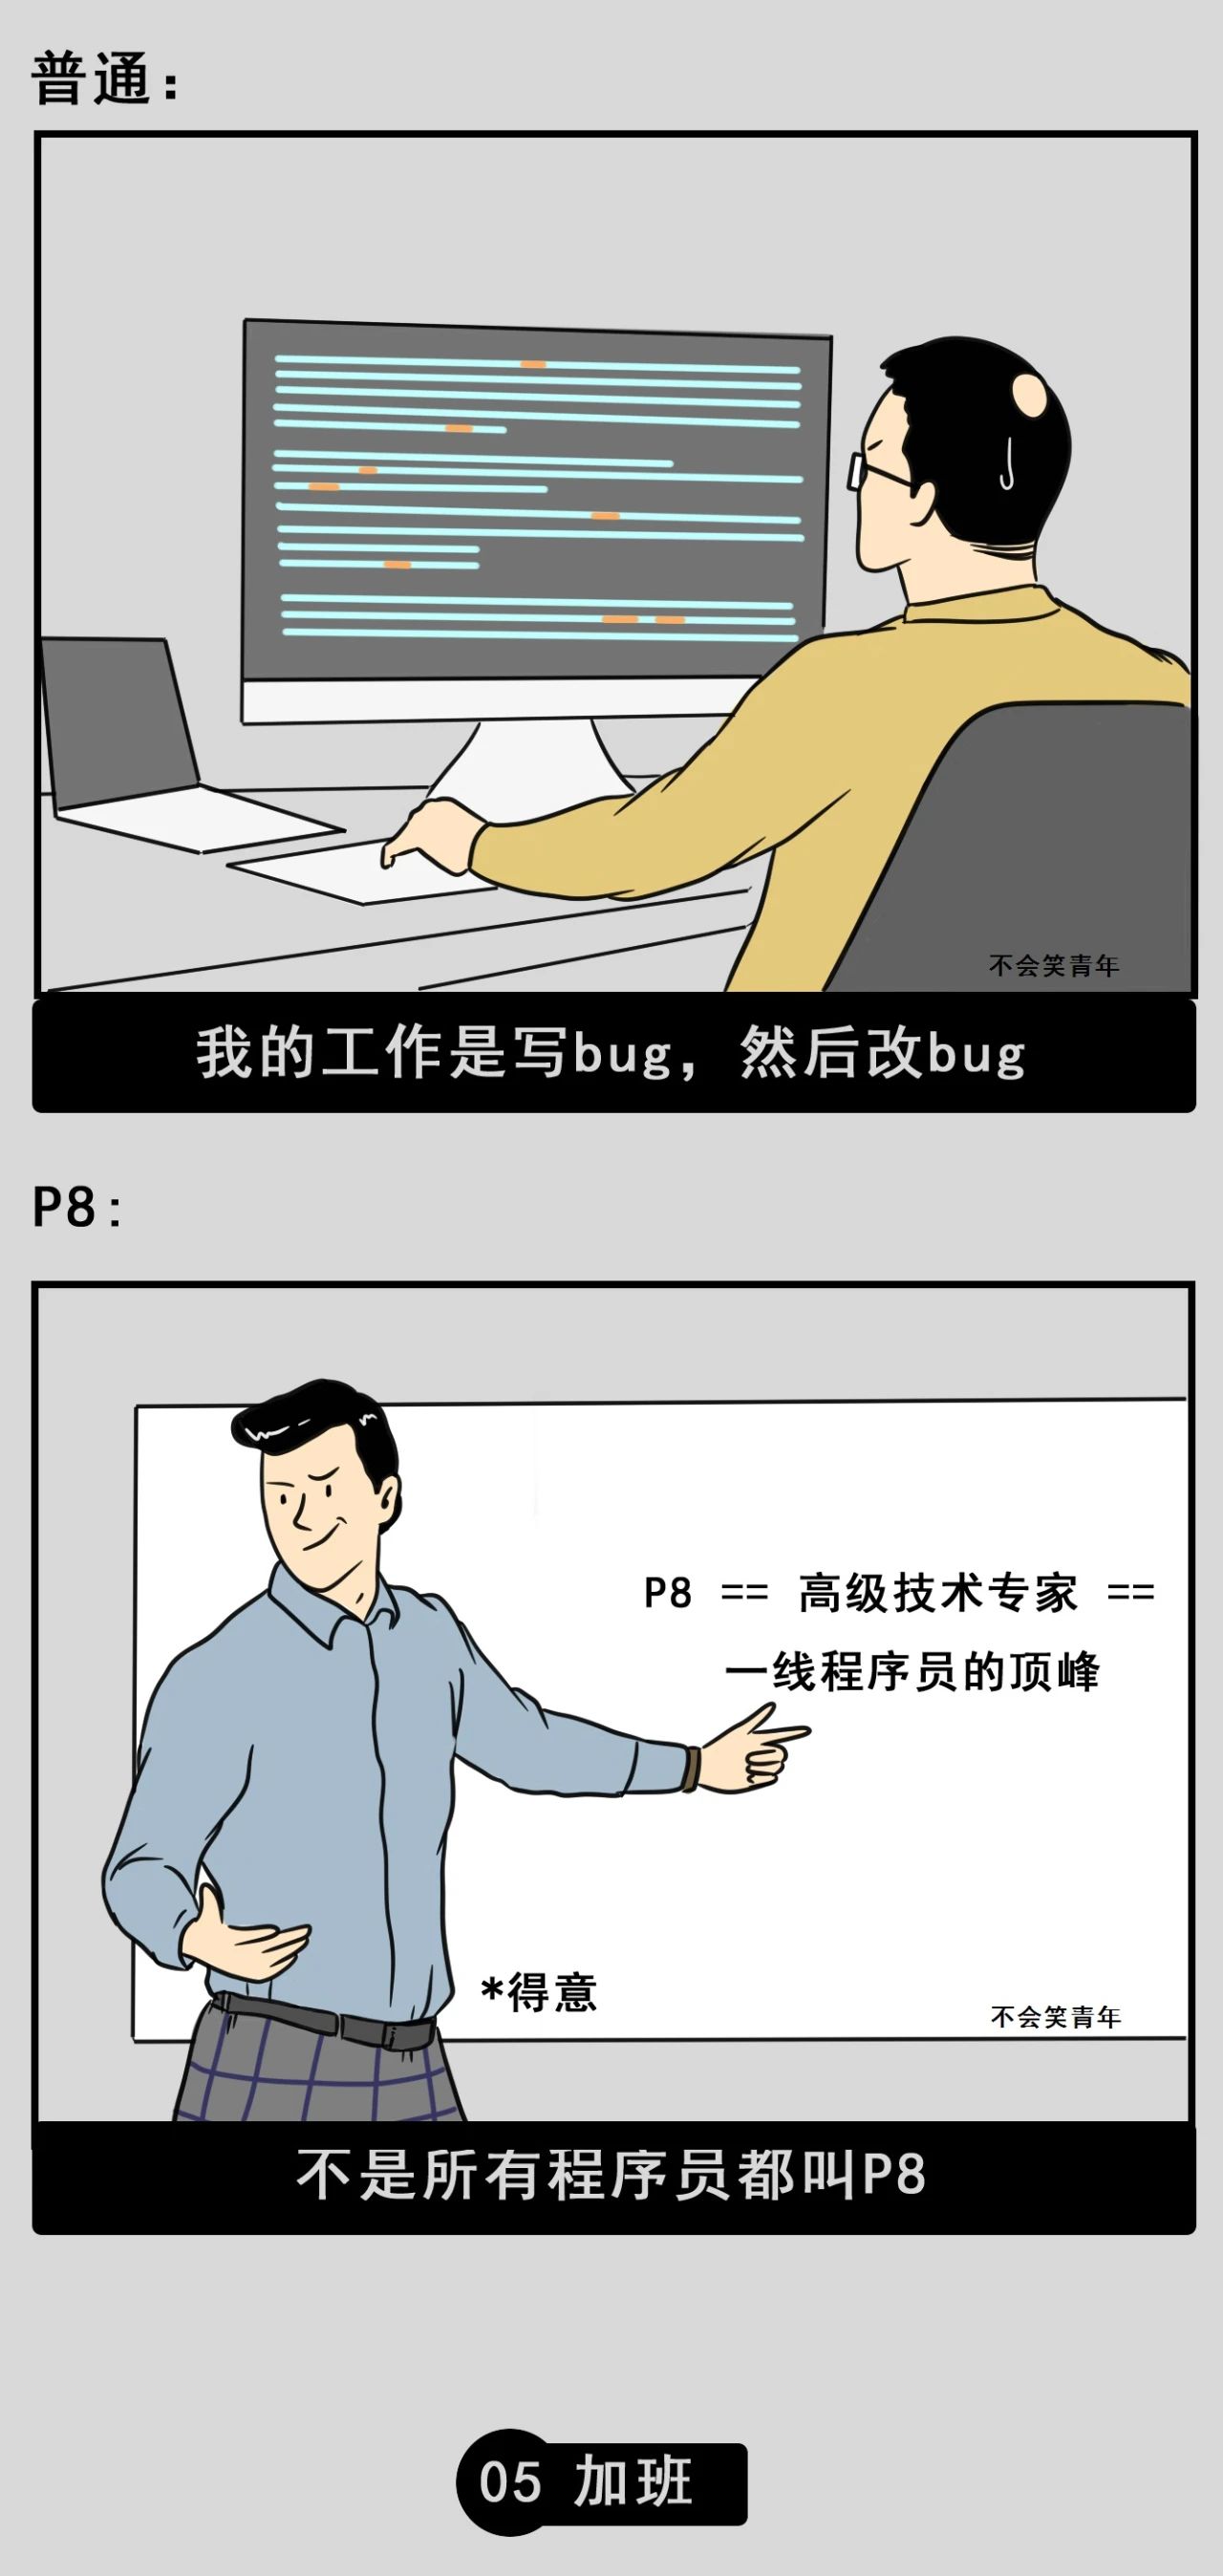 普通：
不会笑青年
我的工作是写bug，然后改bug
P8：
P8 == 高级技术专家 ==
一线程序员的顶峰
*得意
不会笑青年
不是所有程序员都叫P8
05 加班